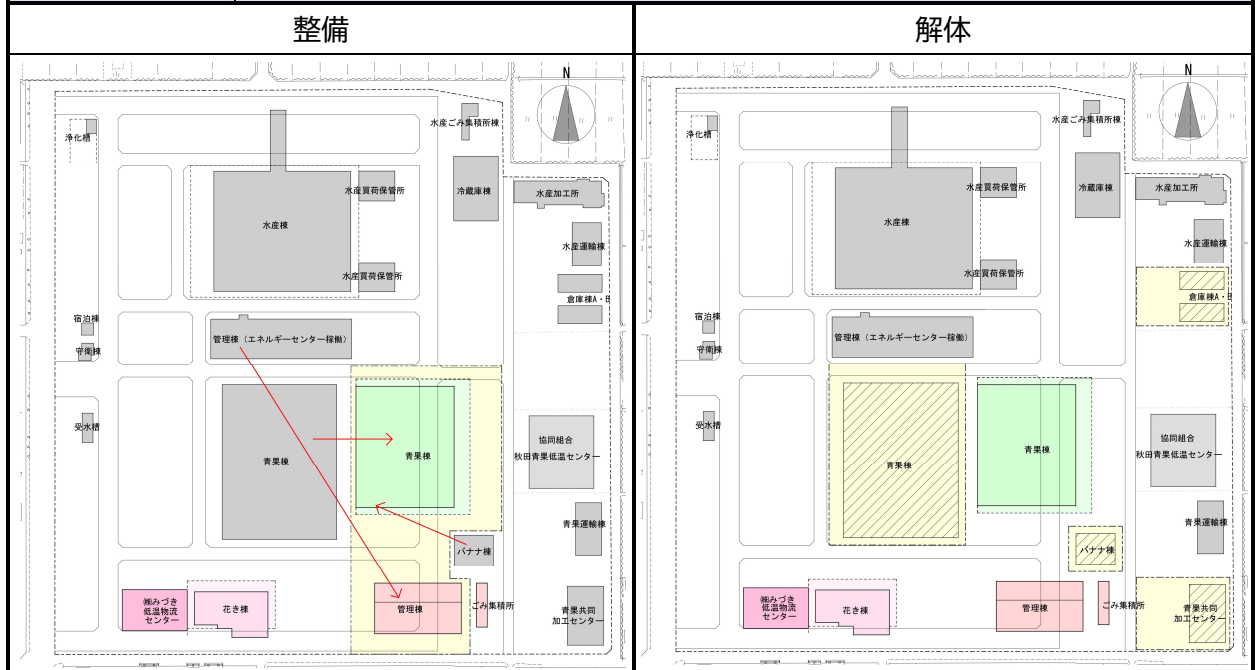 整備
解体
N
浄化槽
水産ごみ集積所棟
水産買荷保管所
冷蔵庫棟
水産加工所
水産棟
水産運輸棟
水産買荷保管所
倉庫棟A・B
宿泊棟
守衛棟
管理棟（エネルギーセンター稼働）
受水槽
青果棟
青果棟
協同組合
秋田青果低温センター
青果運輸棟
バナナ棟
㈱みづき
低温物流
センター
花き棟
管理棟
ごみ集積所
青果共同
加工センター
N
浄化槽
水産ごみ集積所棟
水産買荷保管所
冷蔵庫棟
水産加工所
水産棟
水産運輸棟
水産買荷保管所
倉庫棟A・B
宿泊棟
守衛棟
管理棟（エネルギーセンター稼働）
受水槽
青果棟
青果棟
協同組合
秋田青果低温センター
青果運輸棟
バナナ棟
㈱みづき
低温物流
センター
花き棟
管理棟
ごみ集積所
青果共同
加工センター